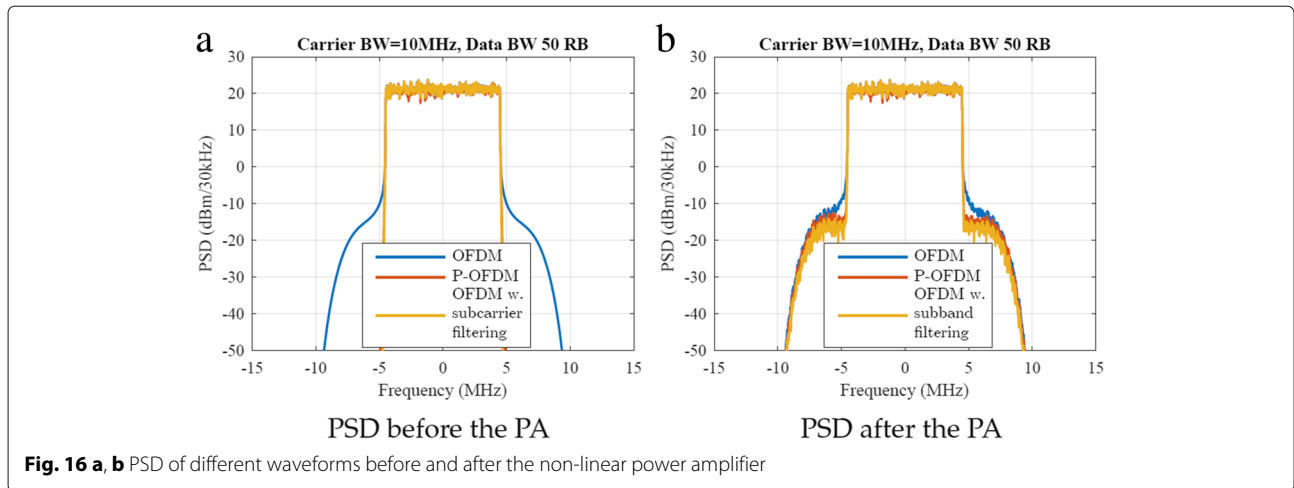 a
Carrier BW=10MHz, Data BW 50 RB
30
20
10
0
-10
-20
-30
-40
-50
PSD (dBm/30kHz)
OFDM
P-OFDM
OFDM w.
subcarrier
filtering
-15 -10 -5 0 5 10 15
Frequency (MHz)
PSD before the PA
b
Carrier BW=10MHz, Data BW 50 RB
30
20
10
0
-10
-20
-30
-40
-50
PSD (dBm/30kHz)
OFDM
P-OFDM
OFDM w.
subband
filtering
-15 -10 -5 0 5 10 15
Frequency (MHz)
PSD after the PA
Fig. 16 a, b PSD of different waveforms before and after the non-linear power amplifier